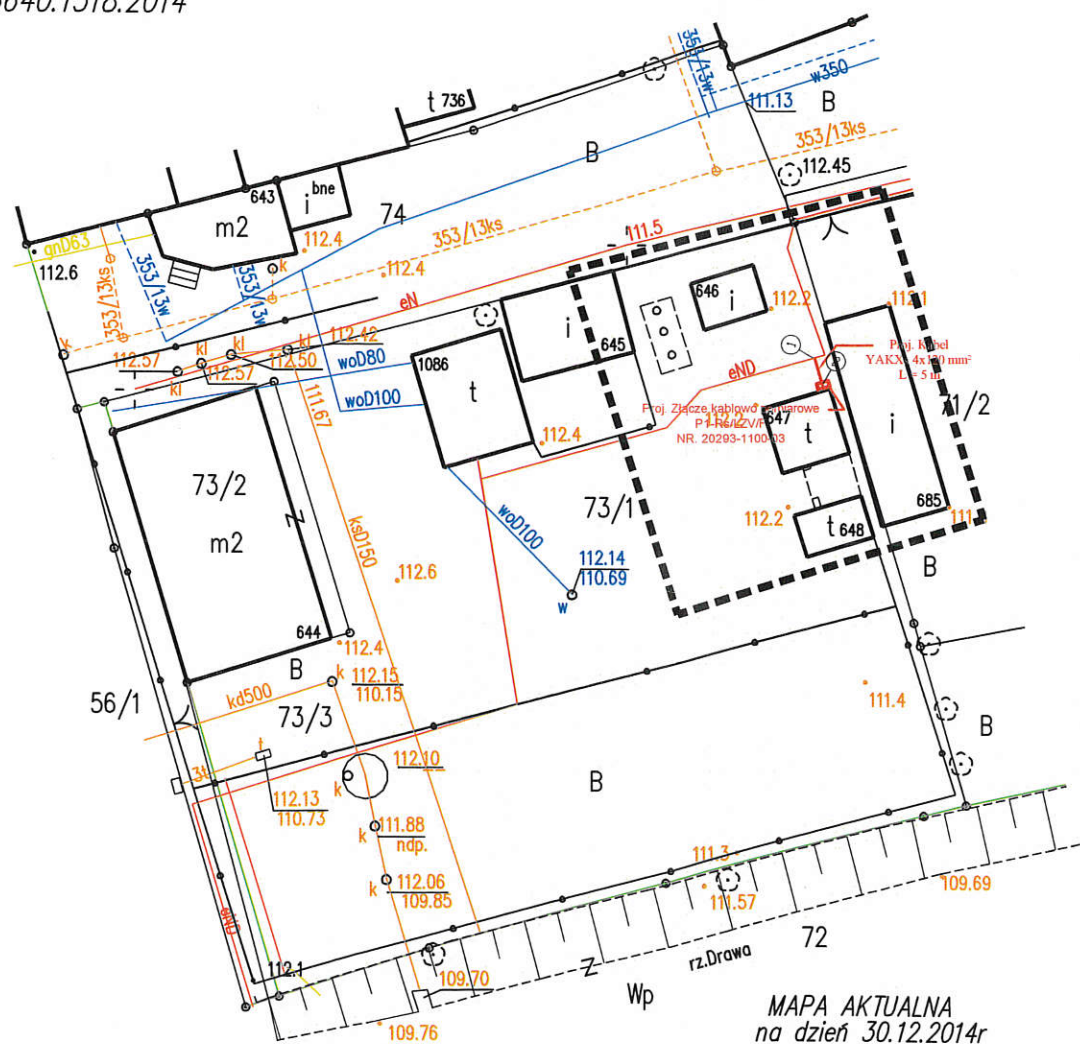 353/13w
w350
t 736
111.13
B
B
353/13ks
112.45
643
bne
i
m2
74
gnD63
112.6
353/13ks
353/13w
353/13w
112.4
k
112.4
353/13ks
111.5
eN
646
i
112.2
112.1
k
kl
kl
112.42
112.57
112.50
kl
112.57
woD80
1086
i
645
1
Proj. Kabel
YAKXs 4x120 mm²
L = 5 m
eND
woD100
111.67
t
Proj. Złącze kablowo pomiarowe
NR. 20293-1100-03
647
t
i
71/2
112.4
112.2
73/2
m2
Z
ksD150
woD100
73/1
112.2
t 648
685
111
112.14
110.69
w
112.6
B
644
112.4
B
k
112.15
110.15
kd500
56/1
73/3
111.4
B
112.10
k
B
t
3t
112.13
110.73
k
111.88
ndp.
k
112.06
109.85
111.3
111.57
109.69
eND
112.1
Z
rz.Drawa
72
109.70
Wp
109.76
MAPA AKTUALNA
na dzień 30.12.2014r